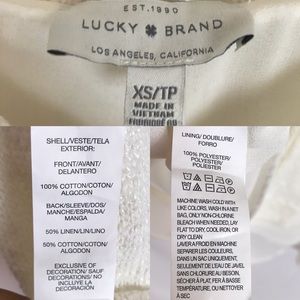 EST. 1990
LUCKY BRAND
LOS ANGELES, CALIFORNIA
XS/TP
MADE IN
VIETNAM
SHELL/VESTE/TELA
EXTERIOR:
FRONT/AVANT/
DELANTERO
100% COTTON/COTON/
ALGODON
BACK/SLEEVE/DOS/
MANCHE/ESPALDA/
MANGA
50% LINEN/LIN/LINO
50% COTTON/COTON/
ALGODON
EXCLUSIVE OF
DECORATION/ SAUF
DECORATION/ NO
INCLUYE LA
DECORACION
LINING/ DOUBLURE/
FORRO
100% POLYESTER/
POLYESTER/
POLIESTER
MACHINE WASH COLD WITH
LIKE COLORS, WASH IN A NET
BAG, ONLY NON-CHLORINE
BLEACH WHEN NEEDED, LAY
FLAT TO DRY, COOL IRON, OR
DRY CLEAN
LAVER A FROID EN MACHINE
SEPARER LES COULEURS,
DANS UN SAC UNIQUEMENT,
SEULEMENT DE L'EAU DE JAVEL
SANS CHLORE AU BESOIN,
SECHER A PLAT, FER A BASSE
TEMPERATURE, OU NETTOYER
A SEC